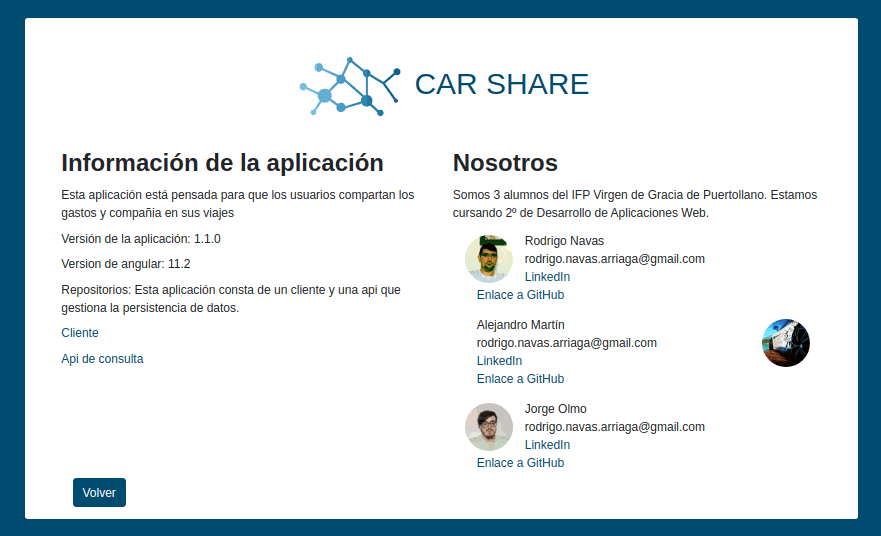 CAR SHARE
Información de la aplicación
Esta aplicación está pensada para que los usuarios compartan los
gastos y compañia en sus viajes
Versión de la aplicación: 1.1.0
Version de angular: 11.2
Repositorios: Esta aplicación consta de un cliente y una api que
gestiona la persistencia de datos.
Cliente
Api de consulta
Nosotros
Somos 3 alumnos del IFP Virgen de Gracia de Puertollano. Estamos
cursando 2º de Desarrollo de Aplicaciones Web.
Rodrigo Navas
rodrigo.navas.arriaga@gmail.com
LinkedIn
Enlace a GitHub
Alejandro Martín
rodrigo.navas.arriaga@gmail.com
LinkedIn
Enlace a GitHub
Jorge Olmo
rodrigo.navas.arriaga@gmail.com
LinkedIn
Enlace a GitHub
Volver